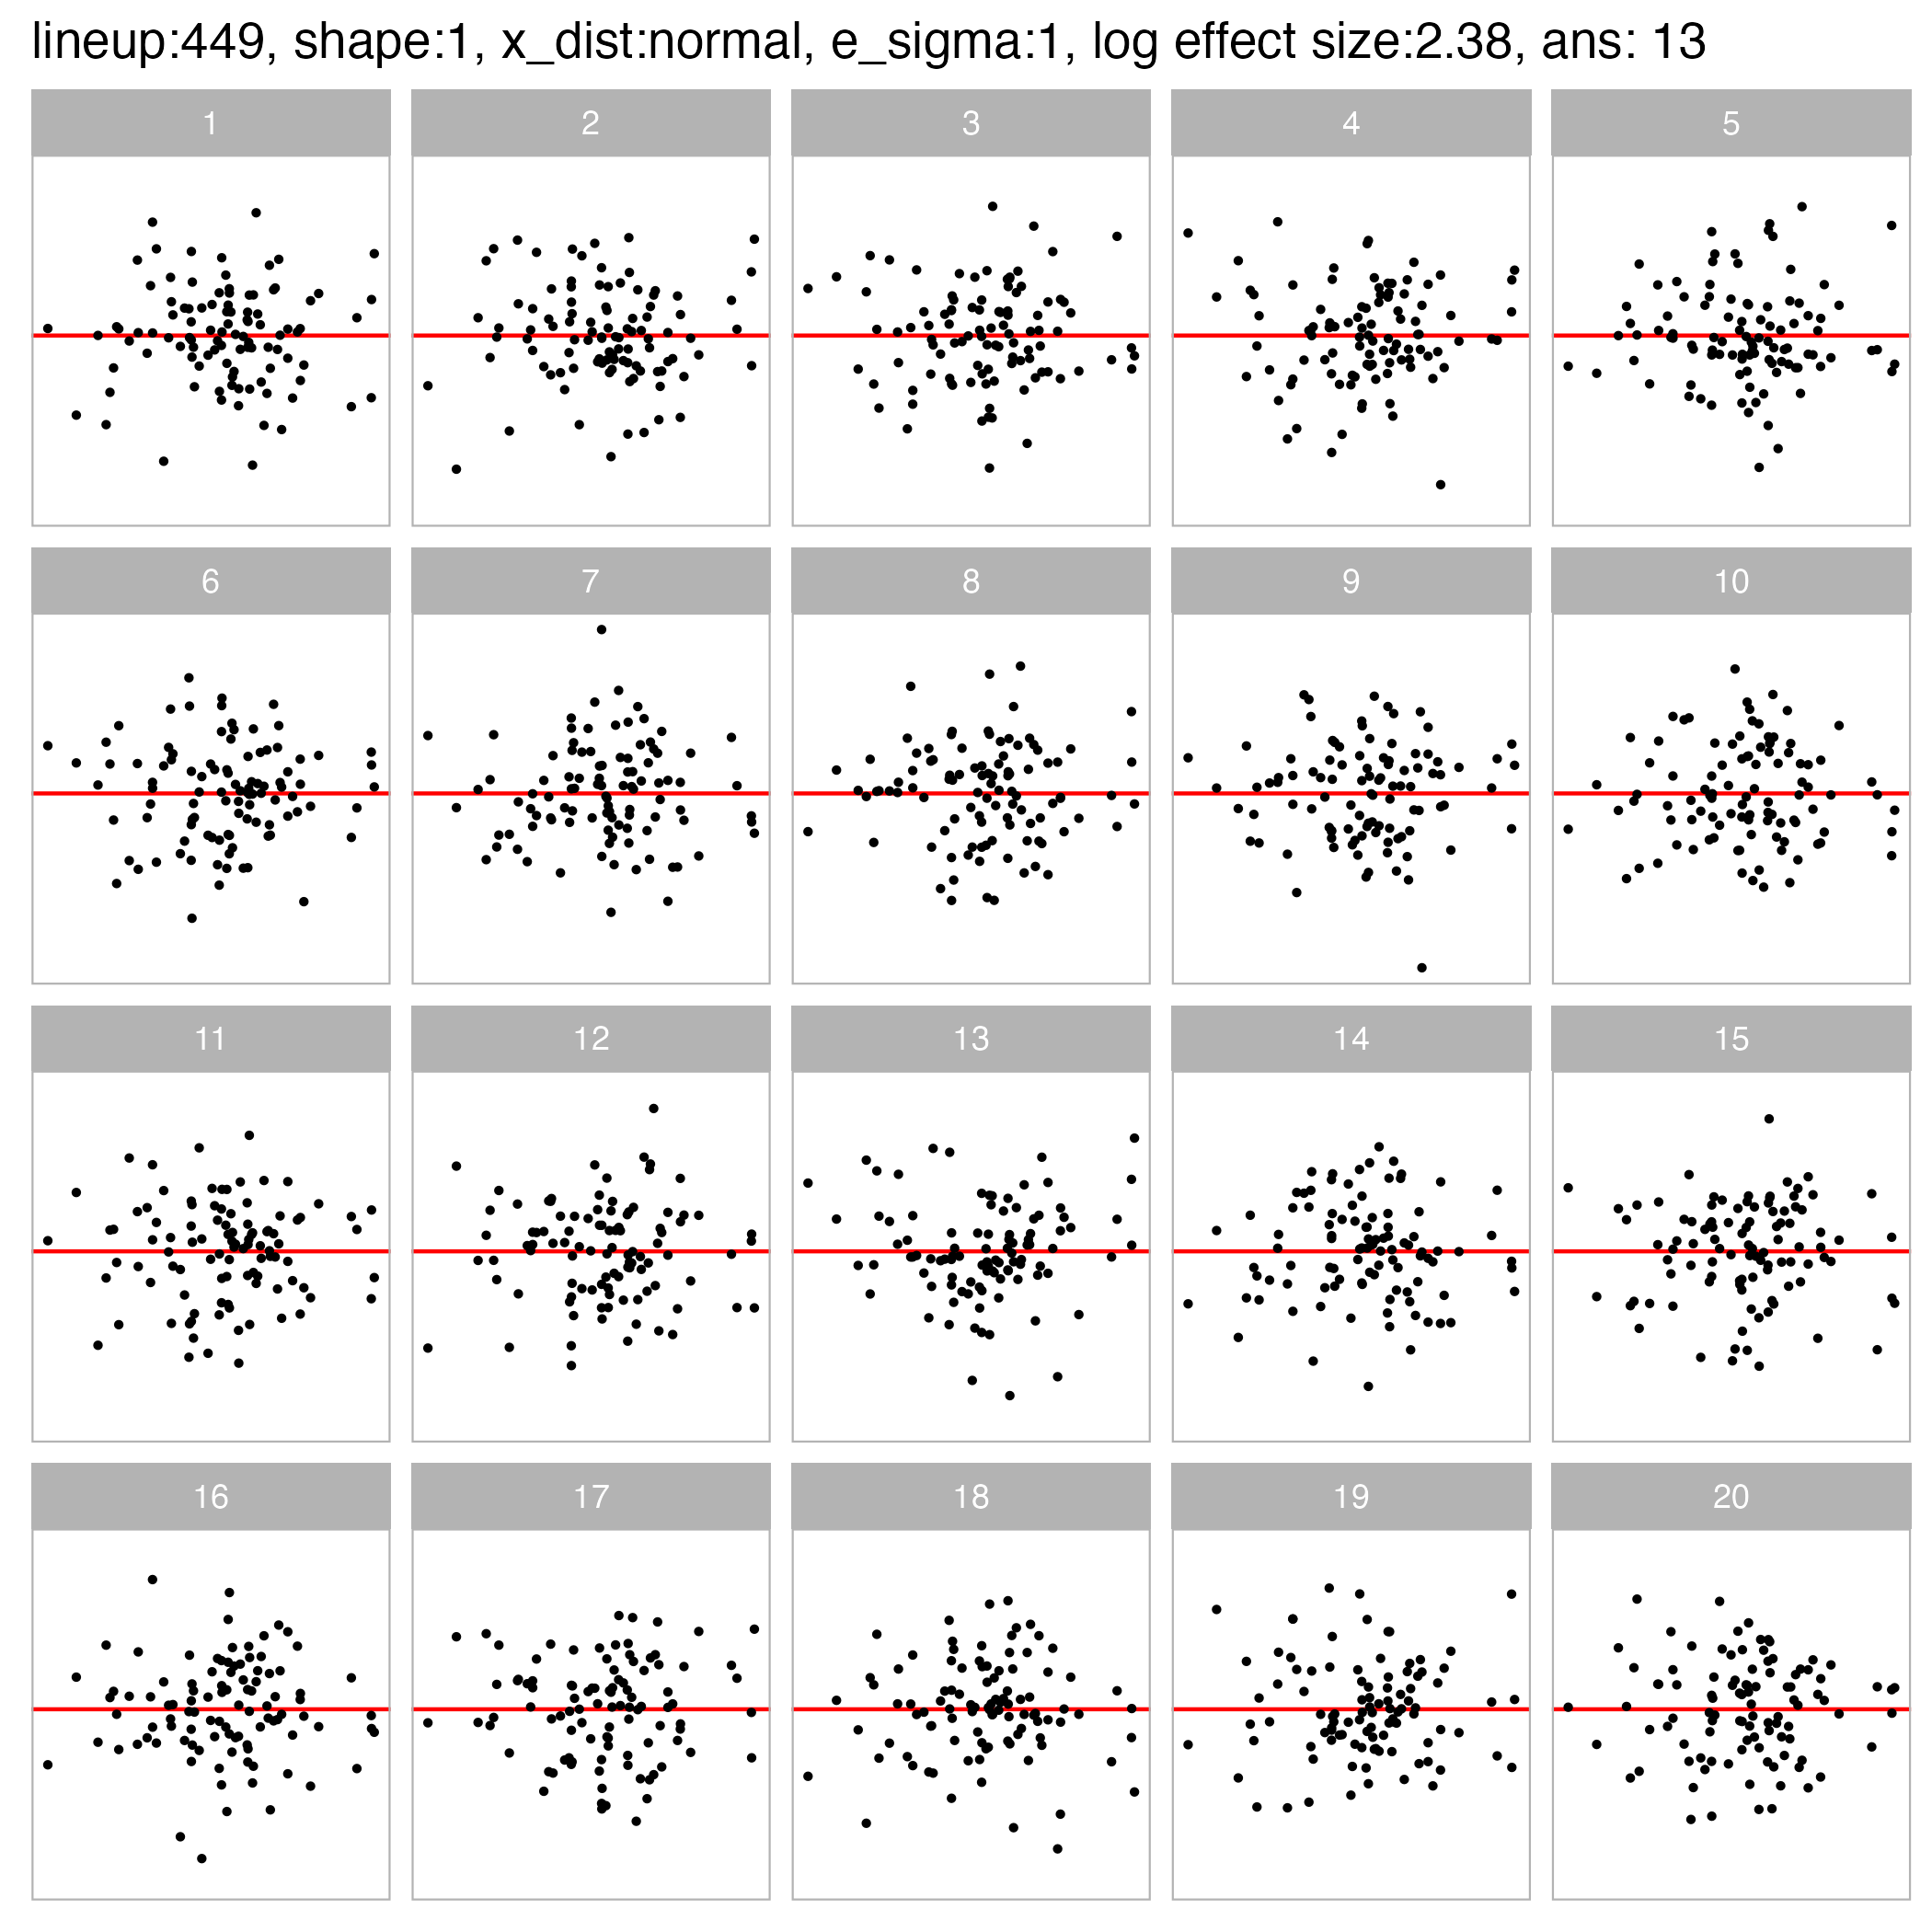 lineup:449, shape:1, x_dist:normal, e_sigma:1, log effect size:2.38, ans: 13
1 2 3 4 5
6 7 8 9 10
11 12 13 14 15
16 17 18 19 20